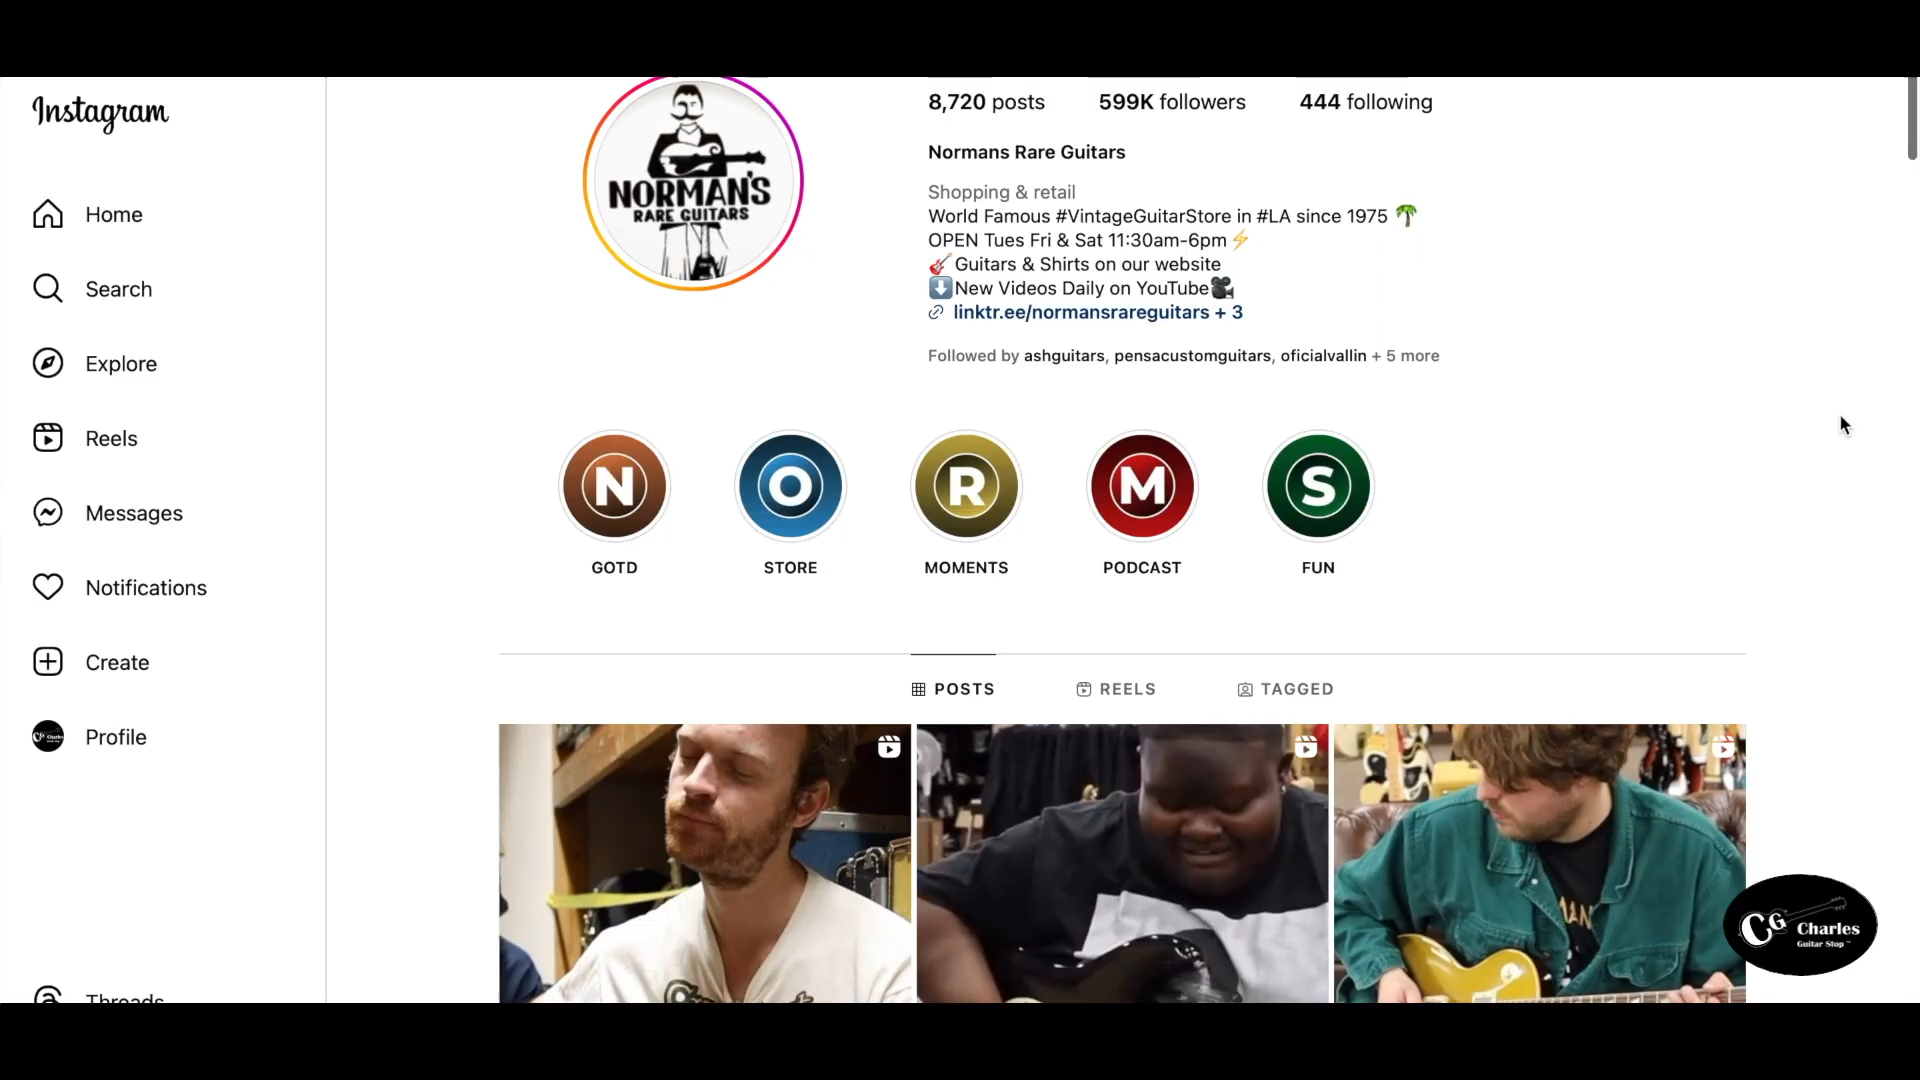 Instagram
Home
Search
Explore
Reels
Messages
Notifications
Create
Profile
Threads
NORMAN'S
RARE GUITARS
8,720 posts 599K followers 444 following
Normans Rare Guitars
Shopping & retail
World Famous #VintageGuitarStore in #LA since 1975 🌴
OPEN Tues Fri & Sat 11:30am-6pm⚡
🎸Guitars & Shirts on our website
⬇️New Videos Daily on YouTube🎥
linktr.ee/normansrareguitars + 3
Followed by ashguitars, pensacustomguitars, oficialvallin + 5 more
N O R M S
GOTD STORE MOMENTS PODCAST FUN
POSTS REELS TAGGED
CG Charles
Guitar Stop™